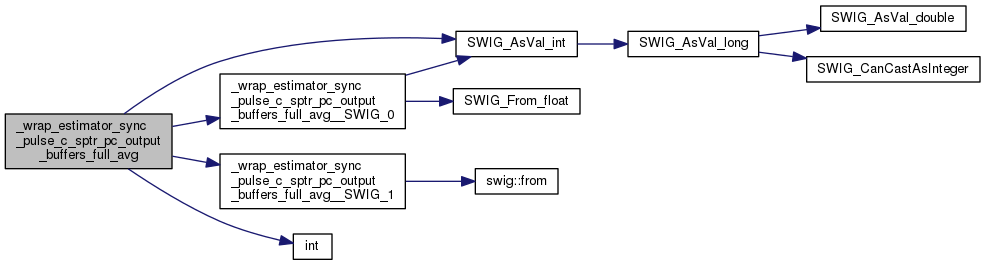 _wrap_estimator_sync
_pulse_c_sptr_pc_output
_buffers_full_avg
_wrap_estimator_sync
_pulse_c_sptr_pc_output
_buffers_full_avg__SWIG_0
_wrap_estimator_sync
_pulse_c_sptr_pc_output
_buffers_full_avg__SWIG_1
int
SWIG_AsVal_int
SWIG_From_float
swig::from
SWIG_AsVal_long
SWIG_AsVal_double
SWIG_CanCastAsInteger